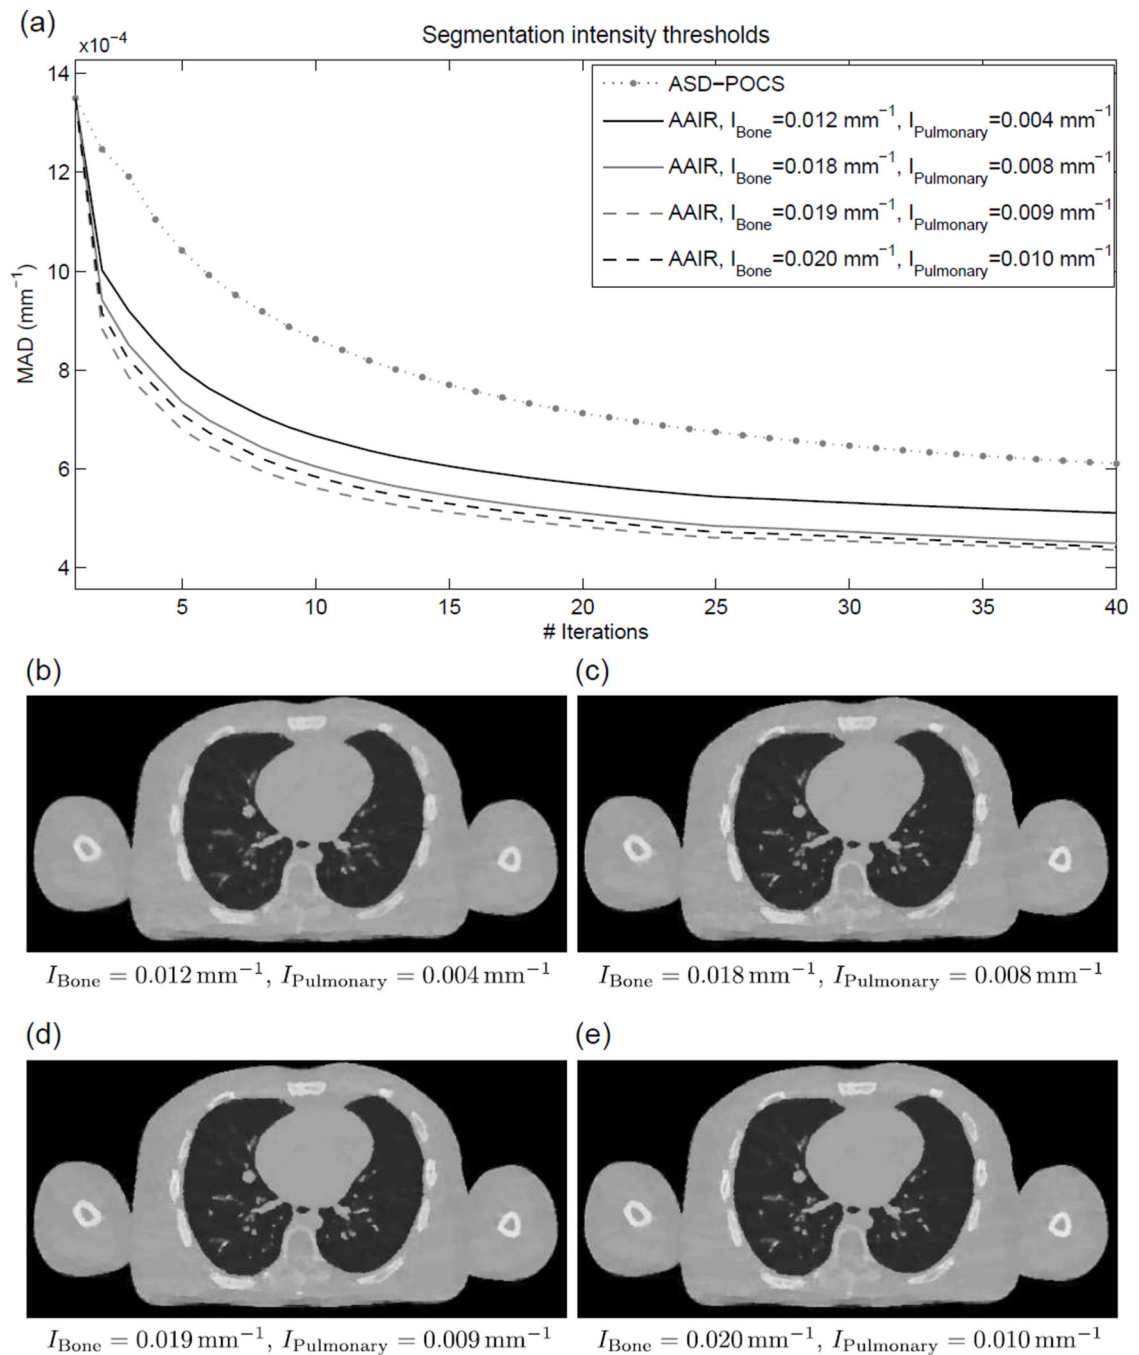 (a)
x10⁻⁴
Segmentation intensity thresholds
14
12
10
8
6
4
MAD (mm⁻¹)
ASD−POCS
AAIR, I_Bone=0.012 mm⁻¹, I_Pulmonary=0.004 mm⁻¹
AAIR, I_Bone=0.018 mm⁻¹, I_Pulmonary=0.008 mm⁻¹
AAIR, I_Bone=0.019 mm⁻¹, I_Pulmonary=0.009 mm⁻¹
AAIR, I_Bone=0.020 mm⁻¹, I_Pulmonary=0.010 mm⁻¹
5 10 15 20 25 30 35 40
# Iterations
(b)
(c)
I_Bone = 0.012 mm⁻¹, I_Pulmonary = 0.004 mm⁻¹
I_Bone = 0.018 mm⁻¹, I_Pulmonary = 0.008 mm⁻¹
(d)
(e)
I_Bone = 0.019 mm⁻¹, I_Pulmonary = 0.009 mm⁻¹
I_Bone = 0.020 mm⁻¹, I_Pulmonary = 0.010 mm⁻¹